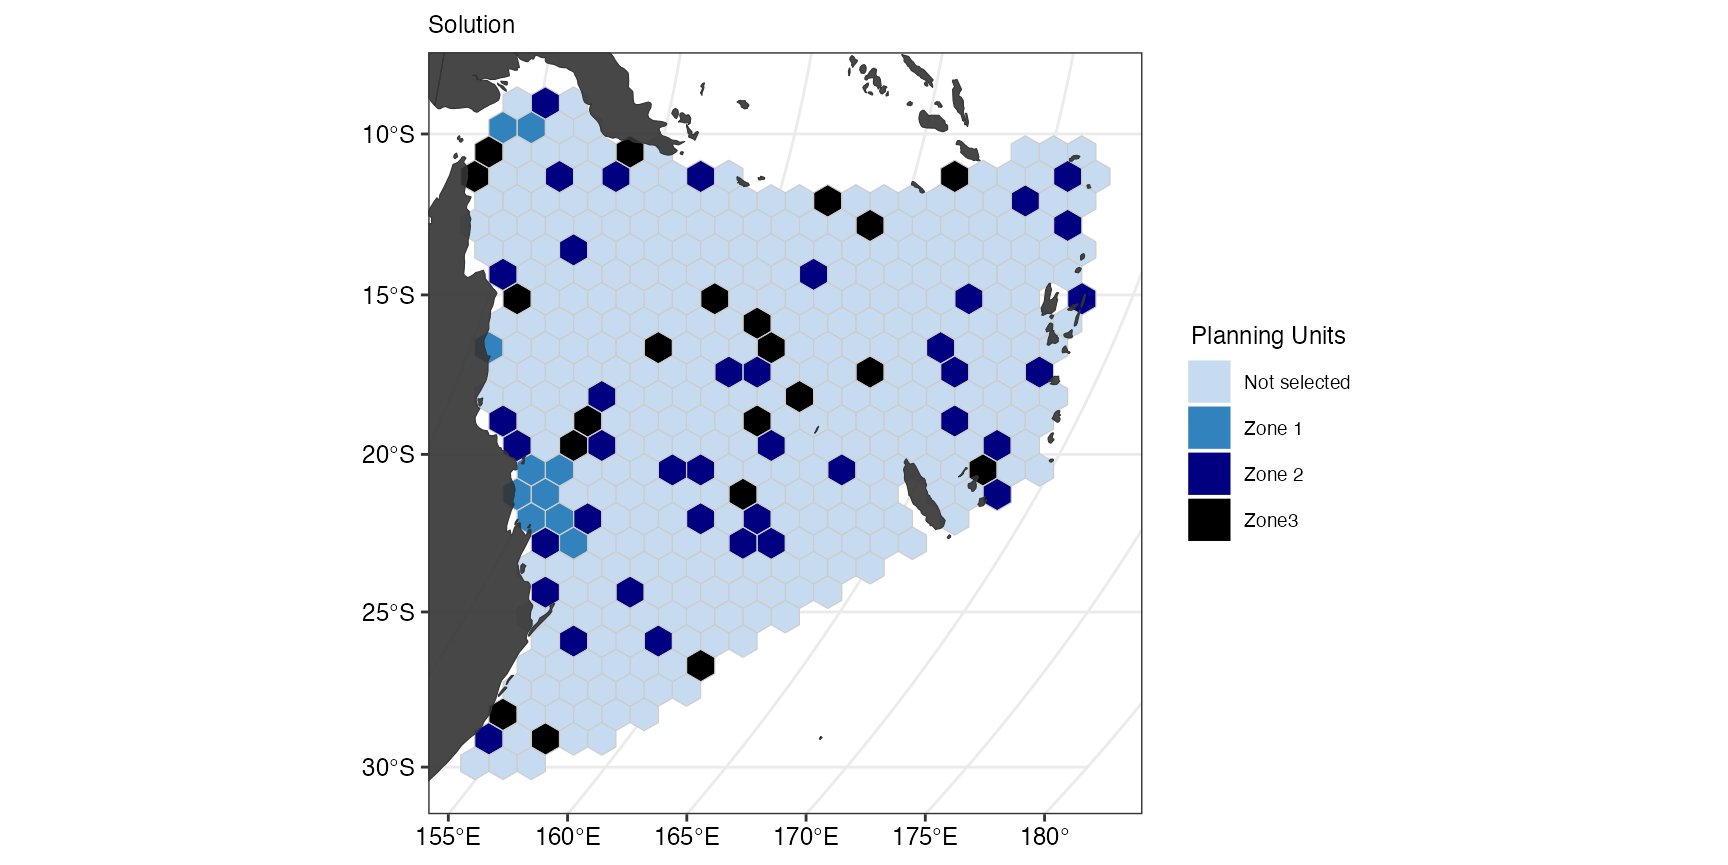 Solution
10°S
15°S
20°S
25°S
30°S
155°E 160°E 165°E 170°E 175°E 180°
Planning Units
Not selected
Zone 1
Zone 2
Zone3